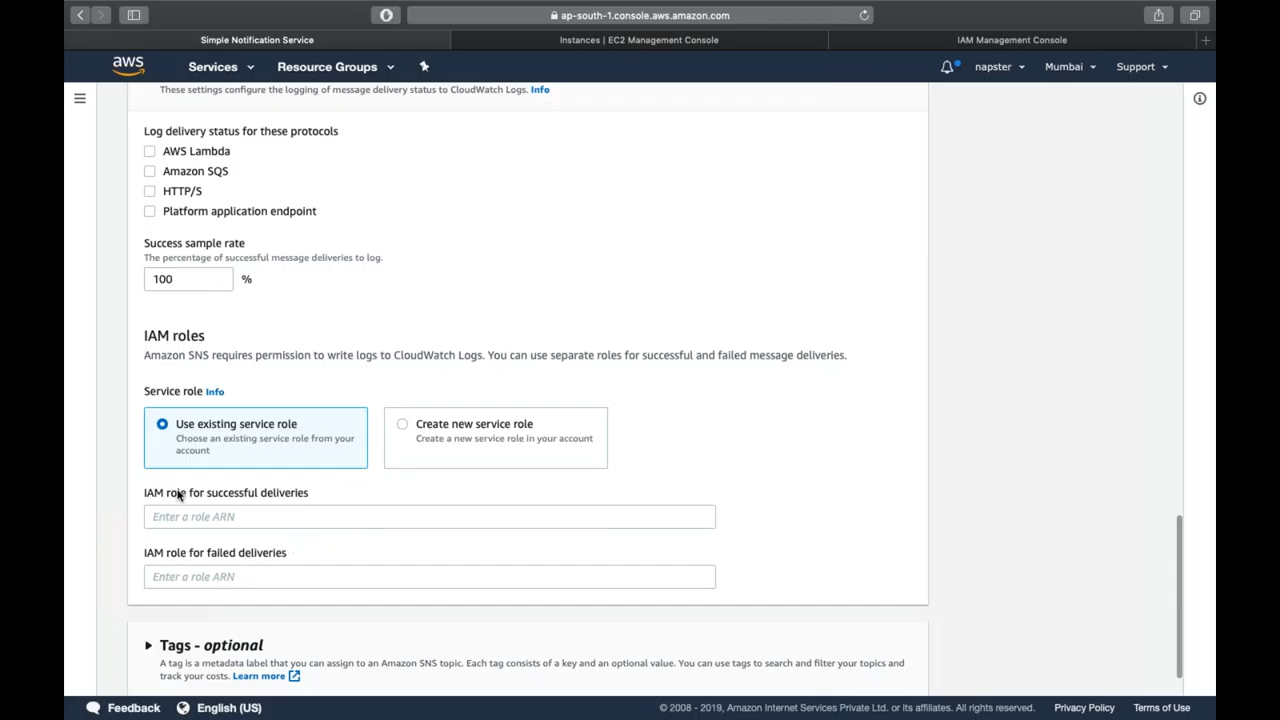 ap-south-1.console.aws.amazon.com
Simple Notification Service
Instances | EC2 Management Console
IAM Management Console
aws
Services
Resource Groups
napster
Mumbai
Support
These settings configure the logging of message delivery status to CloudWatch Logs. Info
Log delivery status for these protocols
AWS Lambda
Amazon SQS
HTTP/S
Platform application endpoint
Success sample rate
The percentage of successful message deliveries to log.
100 %
IAM roles
Amazon SNS requires permission to write logs to CloudWatch Logs. You can use separate roles for successful and failed message deliveries.
Service role Info
Use existing service role
Choose an existing service role from your
account
Create new service role
Create a new service role in your account
IAM role for successful deliveries
Enter a role ARN
IAM role for failed deliveries
Enter a role ARN
Tags - optional
A tag is a metadata label that you can assign to an Amazon SNS topic. Each tag consists of a key and an optional value. You can use tags to search and filter your topics and
track your costs. Learn more
Feedback
English (US)
© 2008 - 2019, Amazon Internet Services Private Ltd. or its affiliates. All rights reserved.
Privacy Policy
Terms of Use